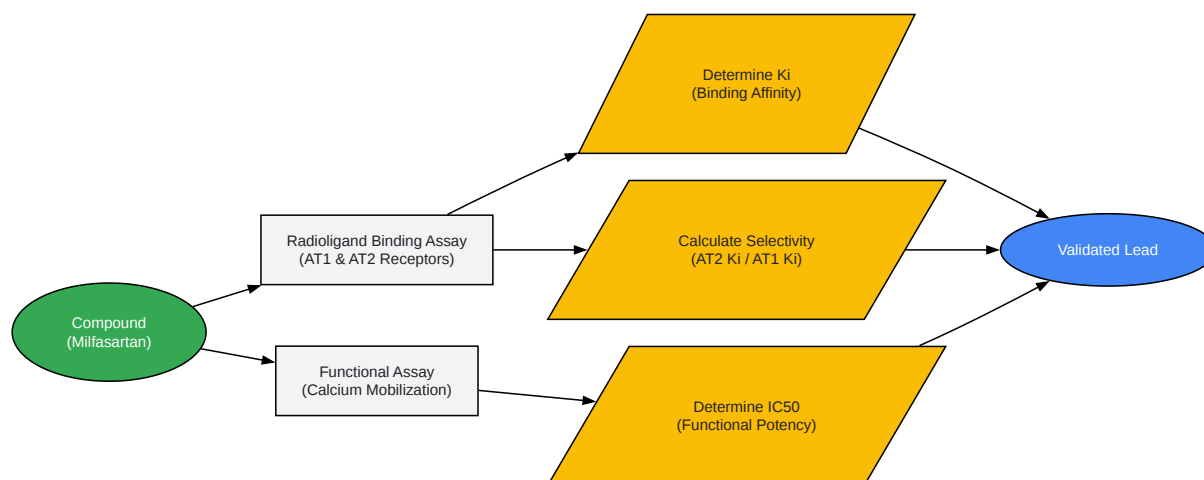 Determine Ki
(Binding Affinity)
Radioligand Binding Assay
(AT1 & AT2 Receptors)
Calculate Selectivity
(AT2 Ki / AT1 Ki)
Validated Lead
Compound
(Milfasartan)
Functional Assay
(Calcium Mobilization)
Determine IC50
(Functional Potency)